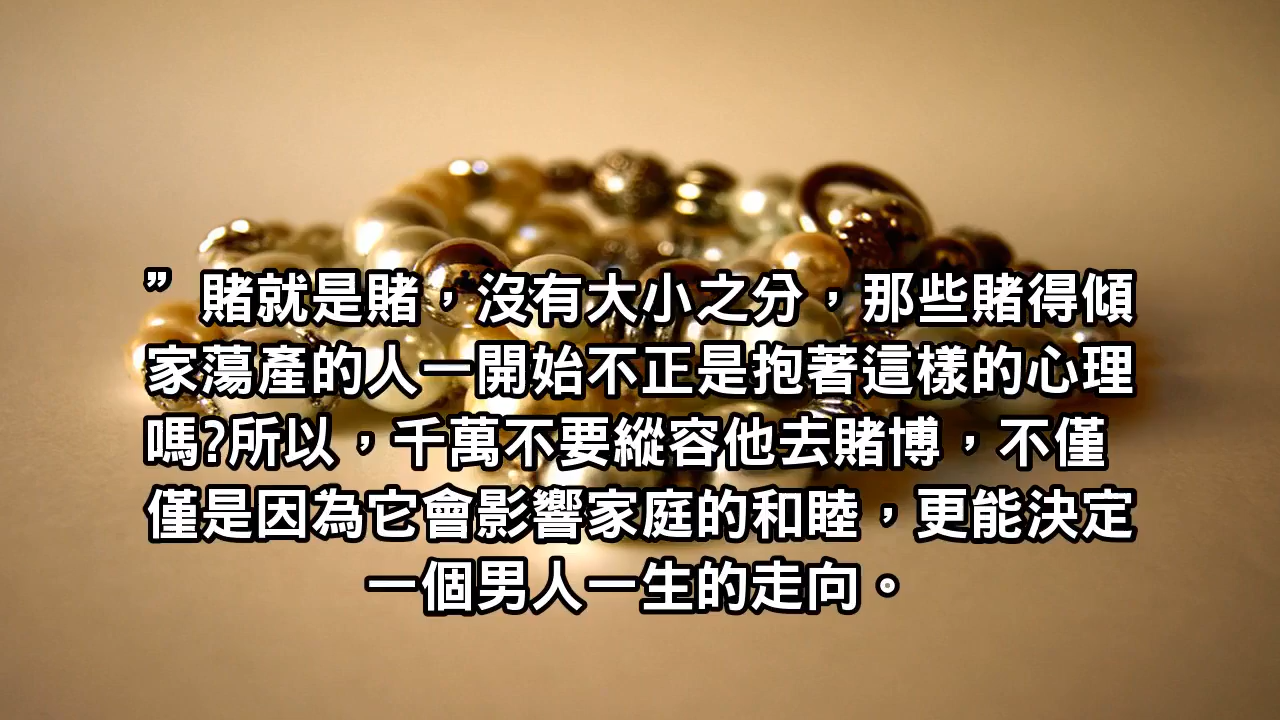 ”賭就是賭，沒有大小之分，那些賭得傾
家蕩產的人一開始不正是抱著這樣的心理
嗎?所以，千萬不要縱容他去賭博，不僅
僅是因為它會影響家庭的和睦，更能決定
一個男人一生的走向。